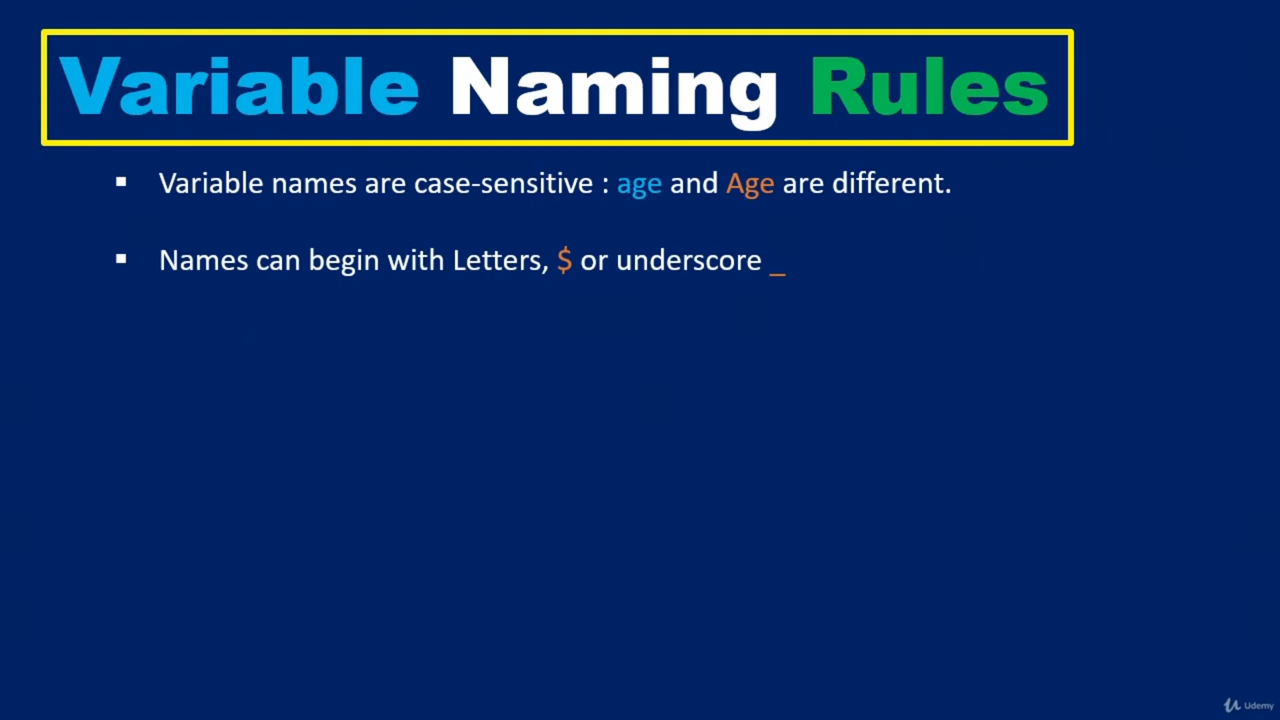 Variable Naming Rules
▪ Variable names are case-sensitive : age and Age are different.
▪ Names can begin with Letters, $ or underscore _
Udemy